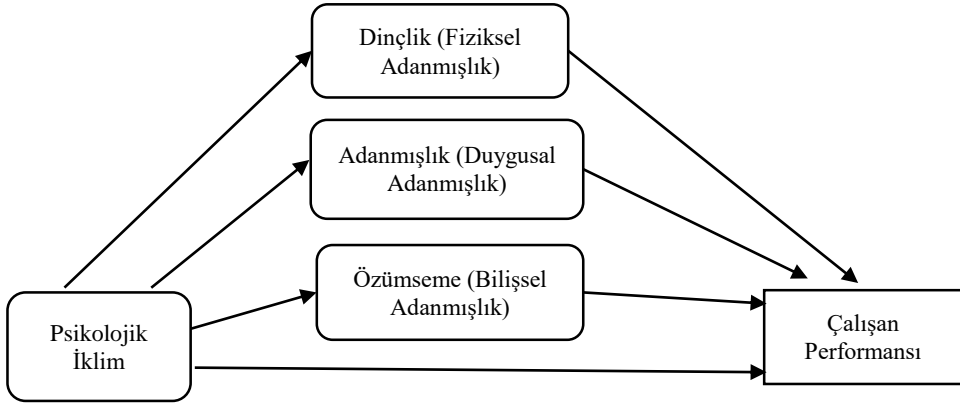 Dinçlik (Fiziksel
Adanmışlık)
Adanmışlık (Duygusal
Adanmışlık)
Özümseme (Bilişsel
Adanmışlık)
Psikolojik
İklim
Çalışan
Performansı